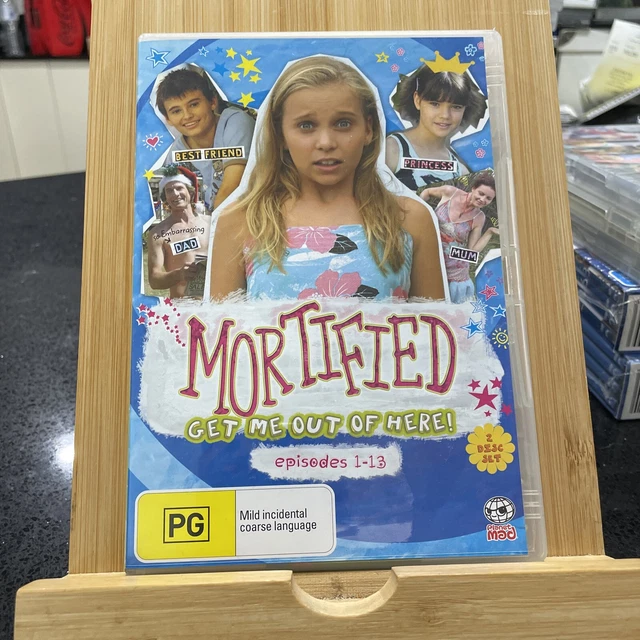 BEST FRIEND
PRINCESS
embarrassing
DAD
MUM
MORTIFIED
GET ME OUT OF HERE!
episodes 1-13
2
DISC
SET
PG
Mild incidental
coarse language
planet
mad